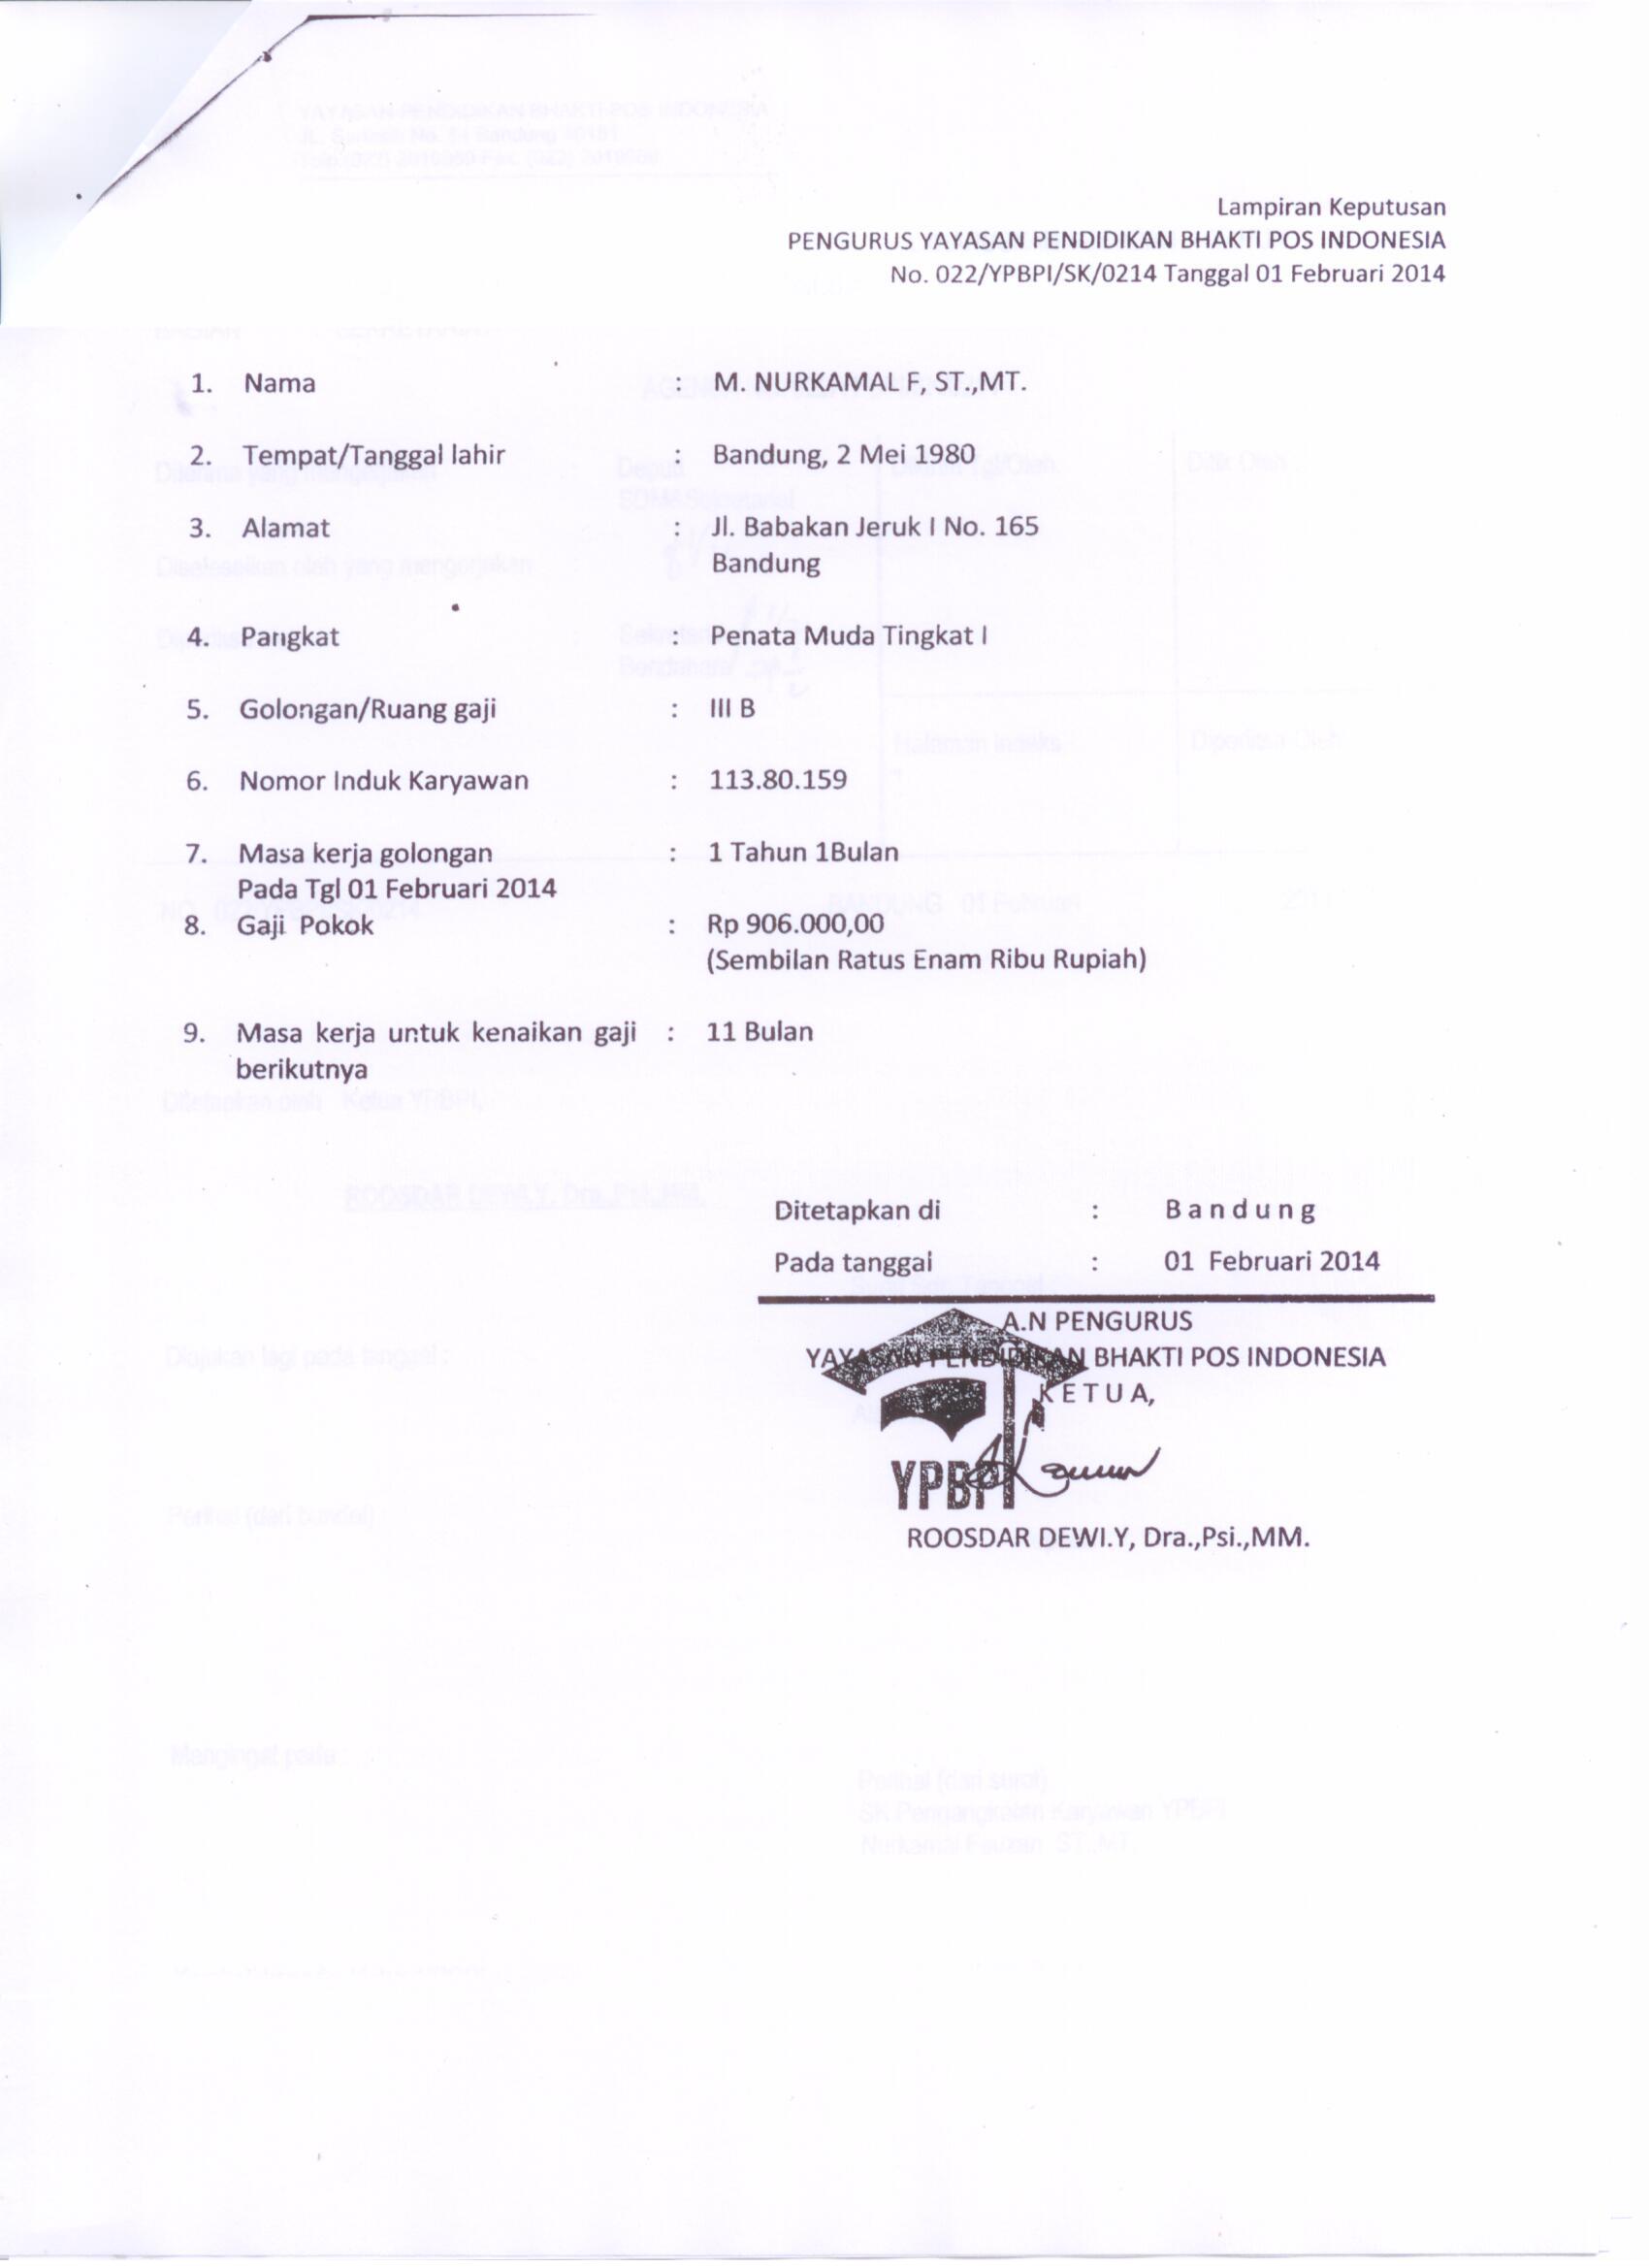 Lampiran Keputusan
PENGURUS YAYASAN PENDIDIKAN BHAKTI POS INDONESIA
No. 022/YPBPI/SK/0214 Tanggal 01 Februari 2014
1. Nama : M. NURKAMAL F, ST.,MT.
2. Tempat/Tanggal lahir : Bandung, 2 Mei 1980
3. Alamat : Jl. Babakan Jeruk I No. 165
Bandung
4. Pangkat : Penata Muda Tingkat I
5. Golongan/Ruang gaji : III B
6. Nomor Induk Karyawan : 113.80.159
7. Masa kerja golongan : 1 Tahun 1Bulan
Pada Tgl 01 Februari 2014
8. Gaji Pokok : Rp 906.000,00
(Sembilan Ratus Enam Ribu Rupiah)
9. Masa kerja untuk kenaikan gaji : 11 Bulan
berikutnya
Ditetapkan di : B a n d u n g
Pada tanggal : 01 Februari 2014
A.N PENGURUS
YAYASAN PENDIDIKAN BHAKTI POS INDONESIA
K E T U A,
YPBPI
ROOSDAR DEWI.Y, Dra.,Psi.,MM.